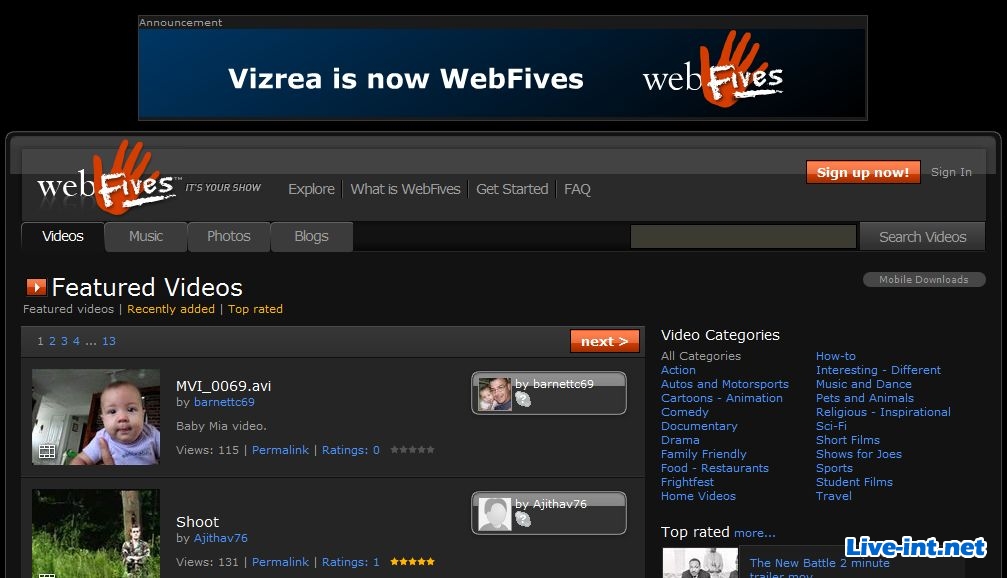 Announcement
Vizrea is now WebFives
webFives
webFives™ IT'S YOUR SHOW
Explore | What is WebFives | Get Started | FAQ
Sign up now! Sign In
Videos Music Photos Blogs
Search Videos
Featured Videos
Mobile Downloads
Featured videos | Recently added | Top rated
1 2 3 4 ... 13
next >
MVI_0069.avi
by barnettc69
Baby Mia video.
Views: 115 | Permalink | Ratings: 0
by barnettc69
Shoot
by Ajithav76
Views: 131 | Permalink | Ratings: 1
by Ajithav76
Video Categories
All Categories
Action
Autos and Motorsports
Cartoons - Animation
Comedy
Documentary
Drama
Family Friendly
Food - Restaurants
Frightfest
Home Videos
How-to
Interesting - Different
Music and Dance
Pets and Animals
Religious - Inspirational
Sci-Fi
Short Films
Shows for Joes
Sports
Student Films
Travel
Top rated more...
The New Battle 2 minute
trailer.mov
Live-int.net